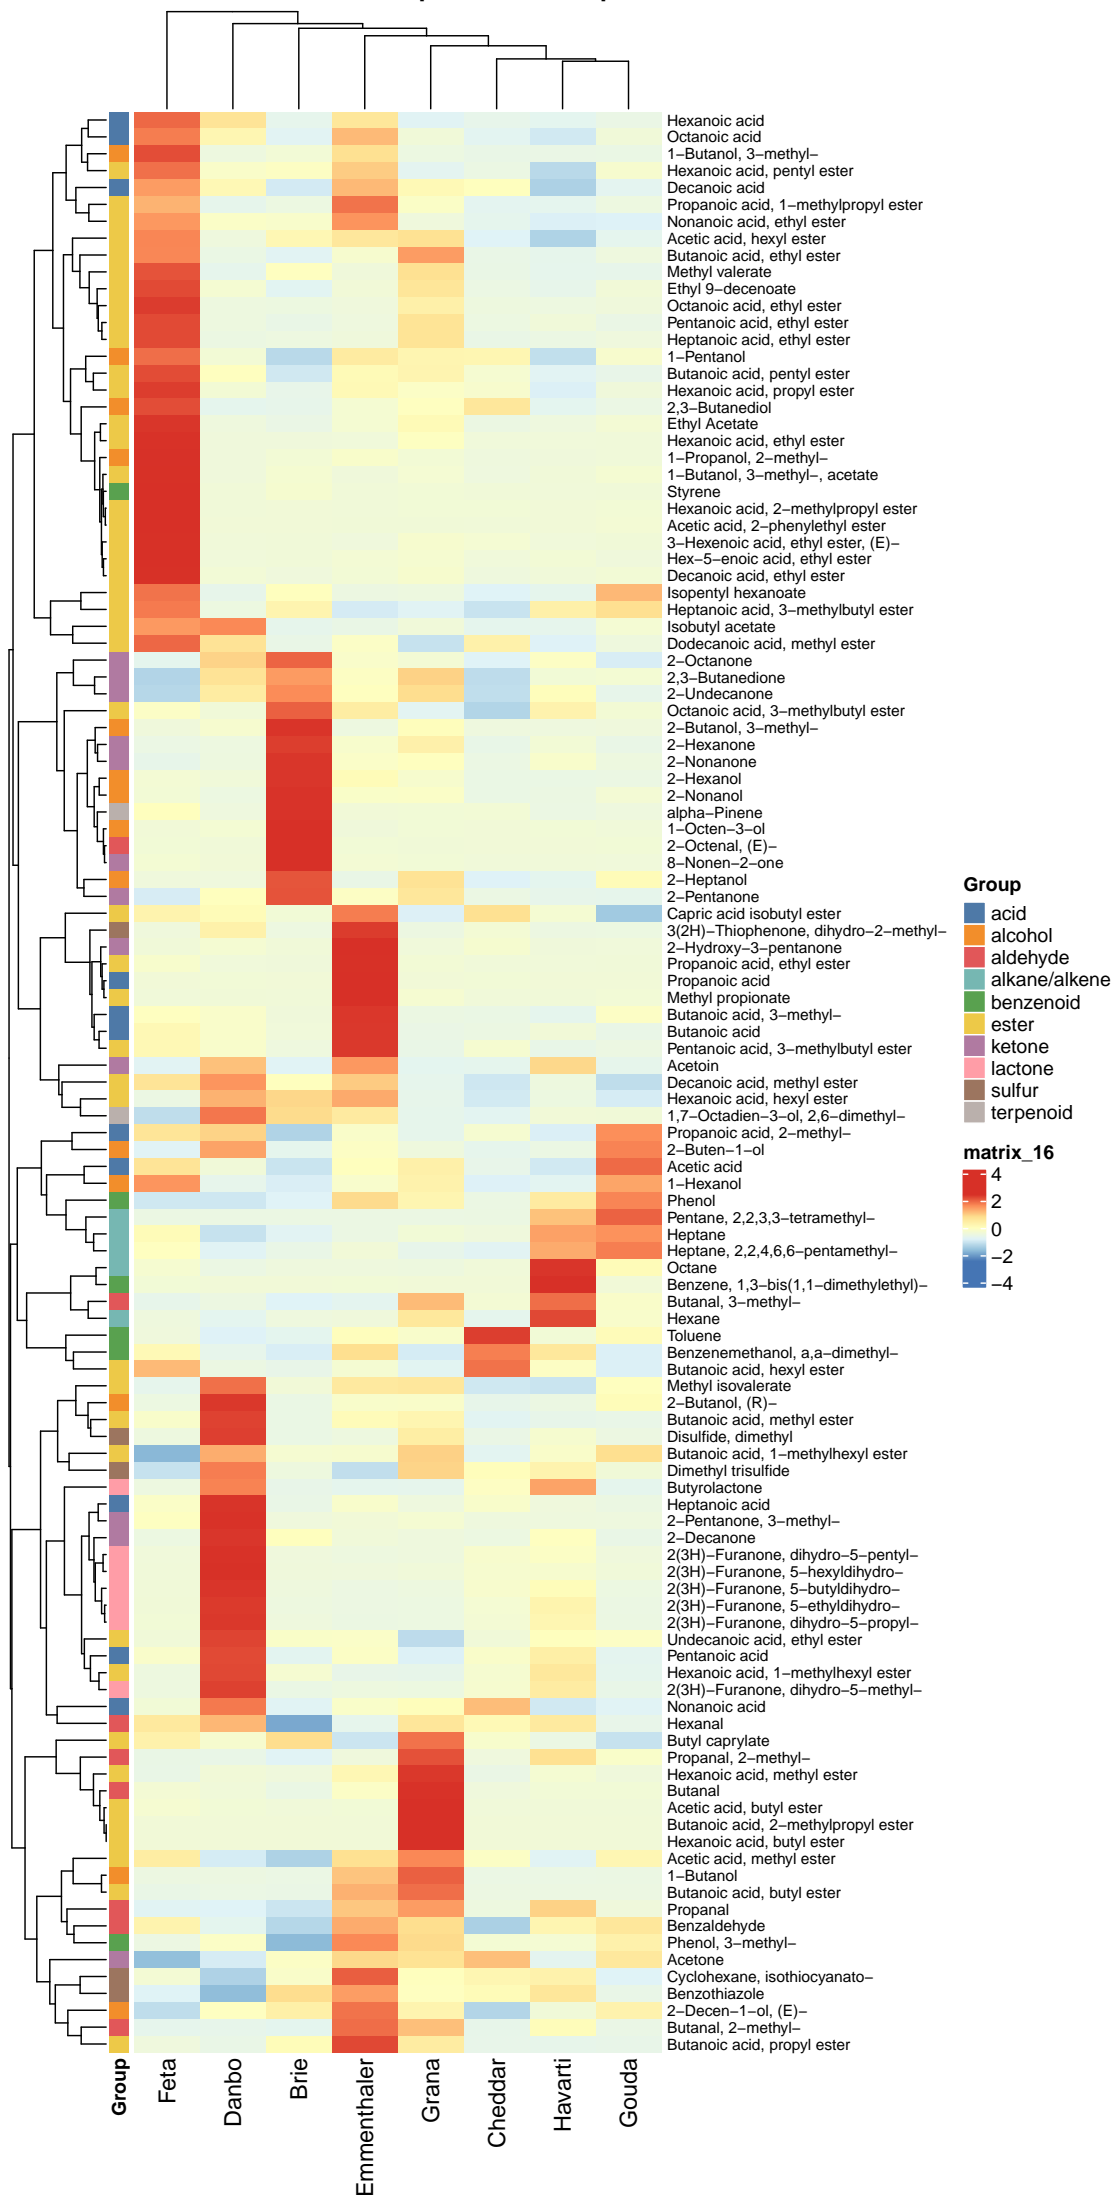 Hexanoic acid
Octanoic acid
1−Butanol, 3−methyl−
Hexanoic acid, pentyl ester
Decanoic acid
Propanoic acid, 1−methylpropyl ester
Nonanoic acid, ethyl ester
Acetic acid, hexyl ester
Butanoic acid, ethyl ester
Methyl valerate
Ethyl 9−decenoate
Octanoic acid, ethyl ester
Pentanoic acid, ethyl ester
Heptanoic acid, ethyl ester
1−Pentanol
Butanoic acid, pentyl ester
Hexanoic acid, propyl ester
2,3−Butanediol
Ethyl Acetate
Hexanoic acid, ethyl ester
1−Propanol, 2−methyl−
1−Butanol, 3−methyl−, acetate
Styrene
Hexanoic acid, 2−methylpropyl ester
Acetic acid, 2−phenylethyl ester
3−Hexenoic acid, ethyl ester, (E)−
Hex−5−enoic acid, ethyl ester
Decanoic acid, ethyl ester
Isopentyl hexanoate
Heptanoic acid, 3−methylbutyl ester
Isobutyl acetate
Dodecanoic acid, methyl ester
2−Octanone
2,3−Butanedione
2−Undecanone
Octanoic acid, 3−methylbutyl ester
2−Butanol, 3−methyl−
2−Hexanone
2−Nonanone
2−Hexanol
2−Nonanol
alpha−Pinene
1−Octen−3−ol
2−Octenal, (E)−
8−Nonen−2−one
2−Heptanol
2−Pentanone
Capric acid isobutyl ester
3(2H)−Thiophenone, dihydro−2−methyl−
2−Hydroxy−3−pentanone
Propanoic acid, ethyl ester
Propanoic acid
Methyl propionate
Butanoic acid, 3−methyl−
Butanoic acid
Pentanoic acid, 3−methylbutyl ester
Acetoin
Decanoic acid, methyl ester
Hexanoic acid, hexyl ester
1,7−Octadien−3−ol, 2,6−dimethyl−
Propanoic acid, 2−methyl−
2−Buten−1−ol
Acetic acid
1−Hexanol
Phenol
Pentane, 2,2,3,3−tetramethyl−
Heptane
Heptane, 2,2,4,6,6−pentamethyl−
Octane
Benzene, 1,3−bis(1,1−dimethylethyl)−
Butanal, 3−methyl−
Hexane
Toluene
Benzenemethanol, a,a−dimethyl−
Butanoic acid, hexyl ester
Methyl isovalerate
2−Butanol, (R)−
Butanoic acid, methyl ester
Disulfide, dimethyl
Butanoic acid, 1−methylhexyl ester
Dimethyl trisulfide
Butyrolactone
Heptanoic acid
2−Pentanone, 3−methyl−
2−Decanone
2(3H)−Furanone, dihydro−5−pentyl−
2(3H)−Furanone, 5−hexyldihydro−
2(3H)−Furanone, 5−butyldihydro−
2(3H)−Furanone, 5−ethyldihydro−
2(3H)−Furanone, dihydro−5−propyl−
Undecanoic acid, ethyl ester
Pentanoic acid
Hexanoic acid, 1−methylhexyl ester
2(3H)−Furanone, dihydro−5−methyl−
Nonanoic acid
Hexanal
Butyl caprylate
Propanal, 2−methyl−
Hexanoic acid, methyl ester
Butanal
Acetic acid, butyl ester
Butanoic acid, 2−methylpropyl ester
Hexanoic acid, butyl ester
Acetic acid, methyl ester
1−Butanol
Butanoic acid, butyl ester
Propanal
Benzaldehyde
Phenol, 3−methyl−
Acetone
Cyclohexane, isothiocyanato−
Benzothiazole
2−Decen−1−ol, (E)−
Butanal, 2−methyl−
Butanoic acid, propyl ester
Group
Feta
Danbo
Brie
Emmenthaler
Grana
Cheddar
Havarti
Gouda
Group
acid
alcohol
aldehyde
alkane/alkene
benzenoid
ester
ketone
lactone
sulfur
terpenoid
matrix_16
4
2
0
−2
−4